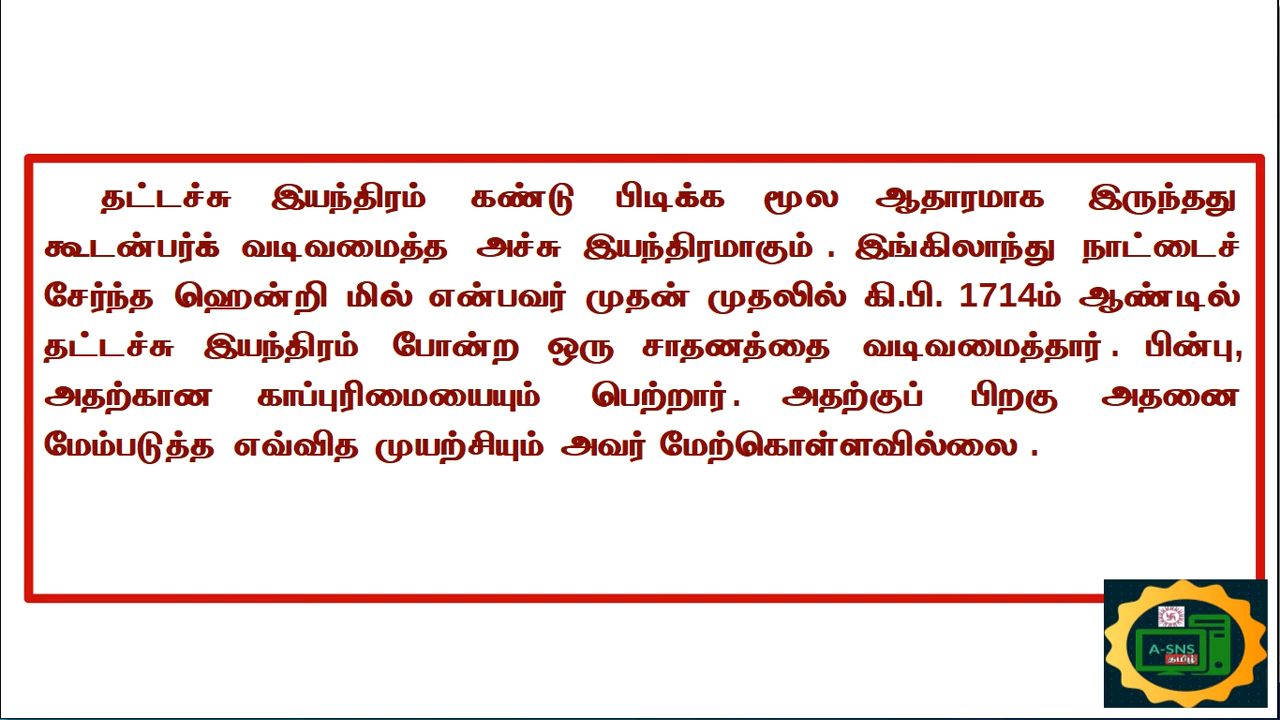 தட்டச்சு இயந்திரம் கண்டு பிடிக்க மூல ஆதாரமாக இருந்தது
கூடன்பர்க் வடிவமைத்த அச்சு இயந்திரமாகும் . இங்கிலாந்து நாட்டைச்
சேர்ந்த ஹென்றி மில் என்பவர் முதன் முதலில் கி.பி. 1714ம் ஆண்டில்
தட்டச்சு இயந்திரம் போன்ற ஒரு சாதனத்தை வடிவமைத்தார் . பின்பு,
அதற்கான காப்புரிமையையும் பெற்றார் . அதற்குப் பிறகு அதனை
மேம்படுத்த எவ்வித முயற்சியும் அவர் மேற்கொள்ளவில்லை .
A-SNS
தமிழ்